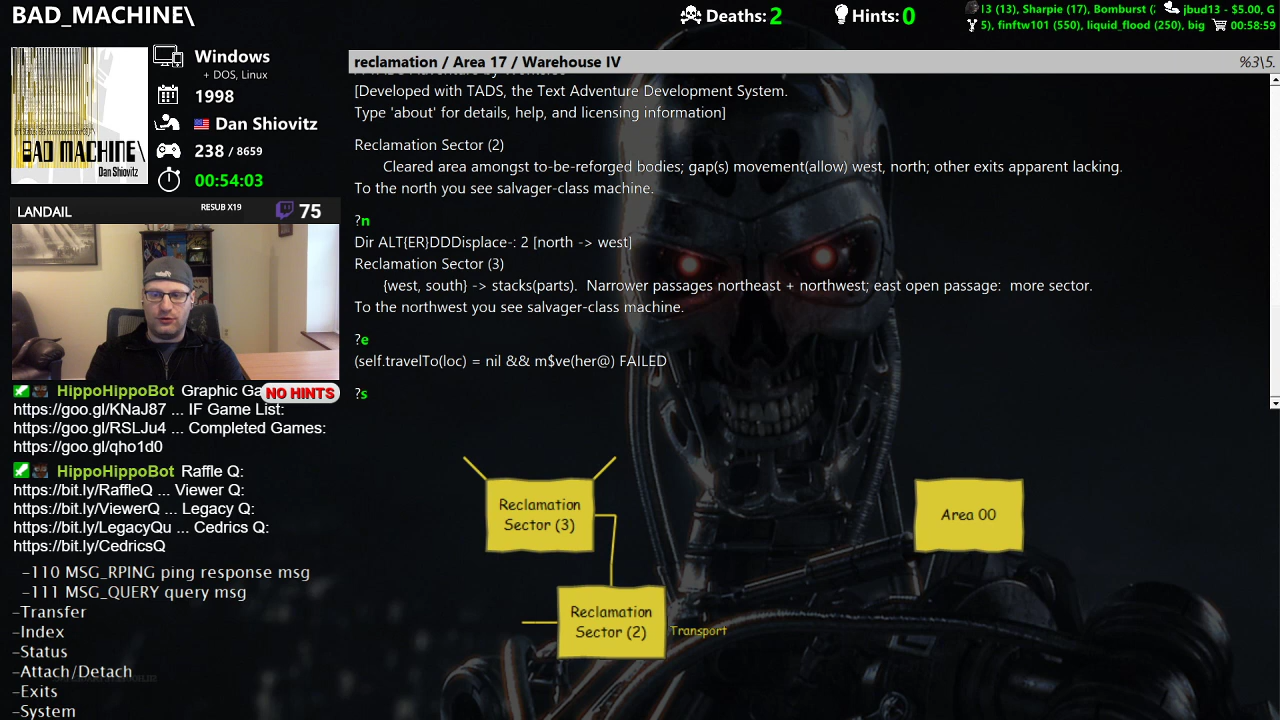 BAD_MACHINE\
Deaths: 2
Hints: 0
l3 (13), Sharpie (17), Bomburst (
jbud13 - $5.00, G
5), finftw101 (550), liquid_flood (250), big
00:58:59
BAD MACHINE\
Dan Shiovitz
Windows
+ DOS, Linux
1998
Dan Shiovitz
238 / 8659
00:54:03
LANDAIL
RESUB X19
75
NO HINTS
HippoHippoBot Graphic Ga
https://goo.gl/KNaJ87 ... IF Game List:
https://goo.gl/RSLJu4 ... Completed Games:
https://goo.gl/qho1d0
HippoHippoBot Raffle Q:
https://bit.ly/RaffleQ ... Viewer Q:
https://bit.ly/ViewerQ ... Legacy Q:
https://bit.ly/LegacyQu ... Cedrics Q:
https://bit.ly/CedricsQ
-110 MSG_RPING ping response msg
-111 MSG_QUERY query msg
-Transfer
-Index
-Status
-Attach/Detach
-Exits
-System
reclamation / Area 17 / Warehouse IV
%3\5.
[Developed with TADS, the Text Adventure Development System.
Type 'about' for details, help, and licensing information]
Reclamation Sector (2)
Cleared area amongst to-be-reforged bodies; gap(s) movement(allow) west, north; other exits apparent lacking.
To the north you see salvager-class machine.
?n
Dir ALT{ER}DDDisplace-: 2 [north -> west]
Reclamation Sector (3)
{west, south} -> stacks(parts). Narrower passages northeast + northwest; east open passage: more sector.
To the northwest you see salvager-class machine.
?e
(self.travelTo(loc) = nil && m$ve(her@) FAILED
?s
Reclamation
Sector (3)
Area 00
Reclamation
Sector (2)
Transport